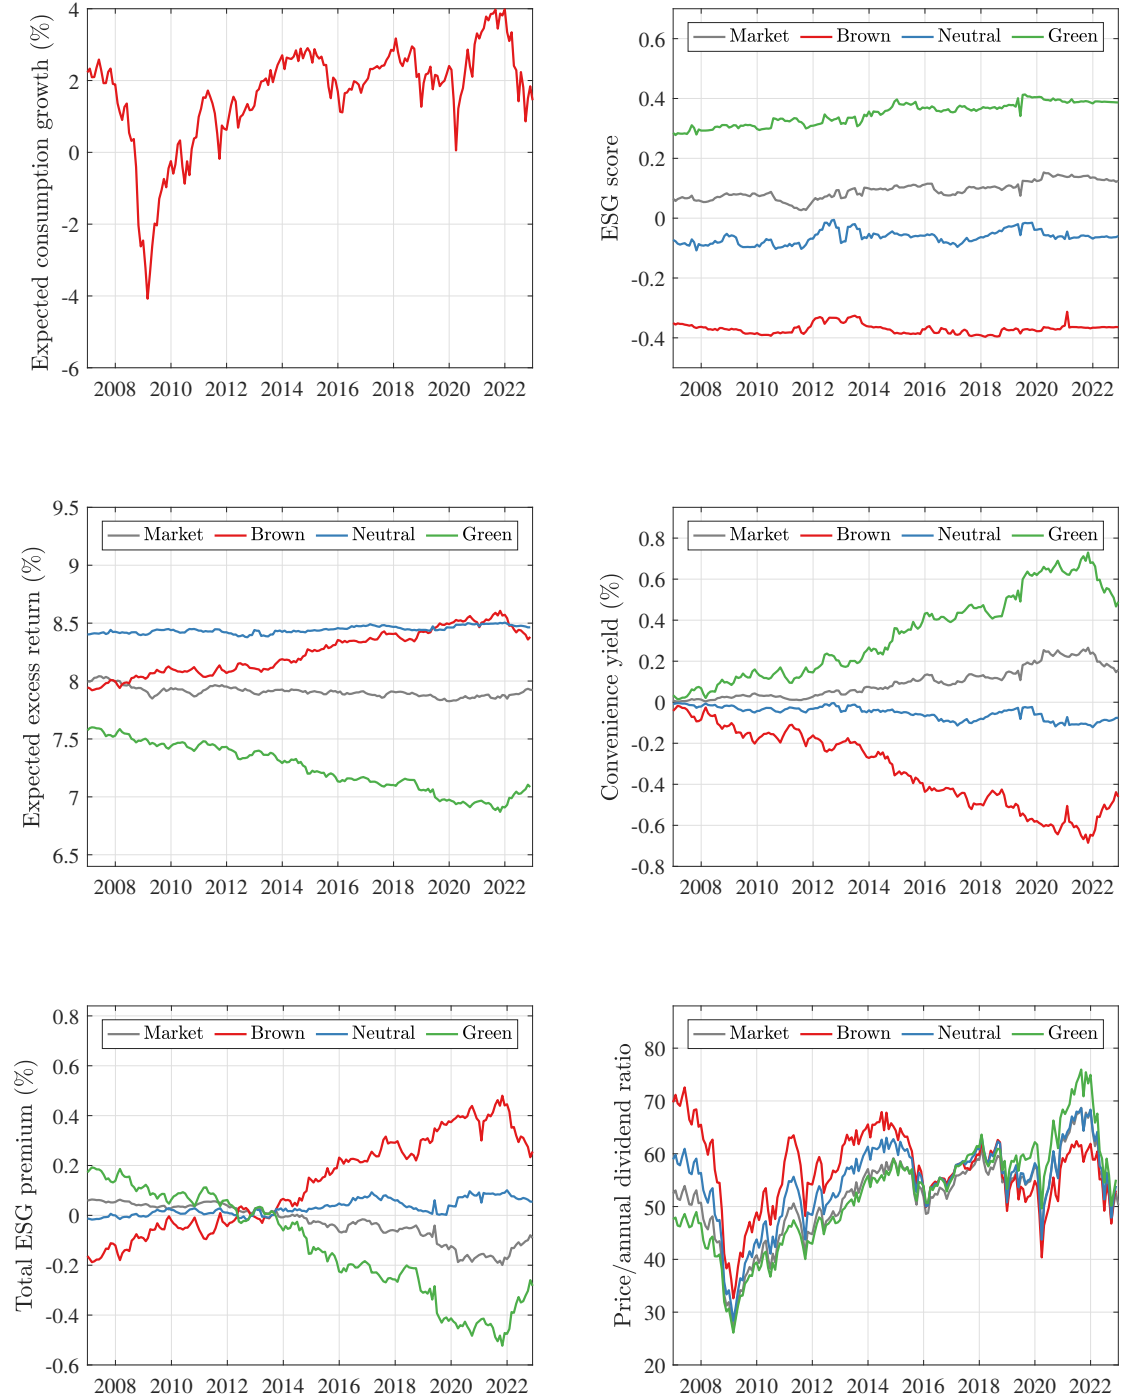 Expected consumption growth (%)
4
2
0
-2
-4
-6
2008 2010 2012 2014 2016 2018 2020 2022
ESG score
Market Brown Neutral Green
0.6
0.4
0.2
0
-0.2
-0.4
2008 2010 2012 2014 2016 2018 2020 2022
Expected excess return (%)
Market Brown Neutral Green
9.5
9
8.5
8
7.5
7
6.5
2008 2010 2012 2014 2016 2018 2020 2022
Convenience yield (%)
Market Brown Neutral Green
0.8
0.6
0.4
0.2
0
-0.2
-0.4
-0.6
-0.8
2008 2010 2012 2014 2016 2018 2020 2022
Total ESG premium (%)
Market Brown Neutral Green
0.8
0.6
0.4
0.2
0
-0.2
-0.4
-0.6
2008 2010 2012 2014 2016 2018 2020 2022
Price/annual dividend ratio
Market Brown Neutral Green
80
70
60
50
40
30
20
2008 2010 2012 2014 2016 2018 2020 2022